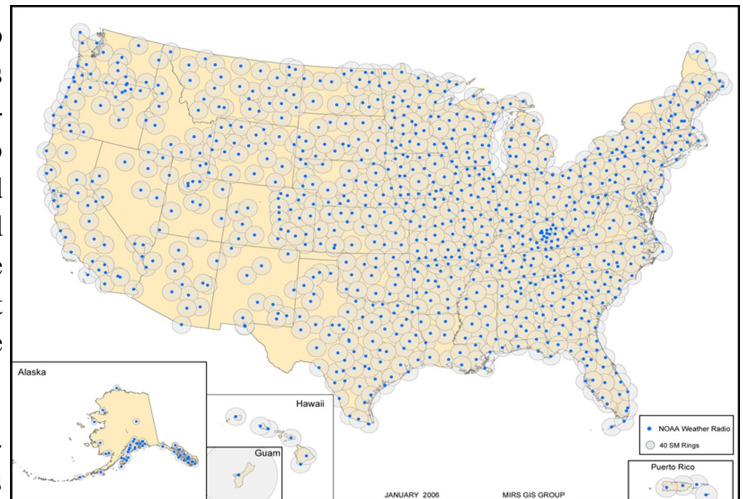 Alaska
Hawaii
Guam
NOAA Weather Radio
40 SM Rings
Puerto Rico
JANUARY 2006
MIRS GIS GROUP